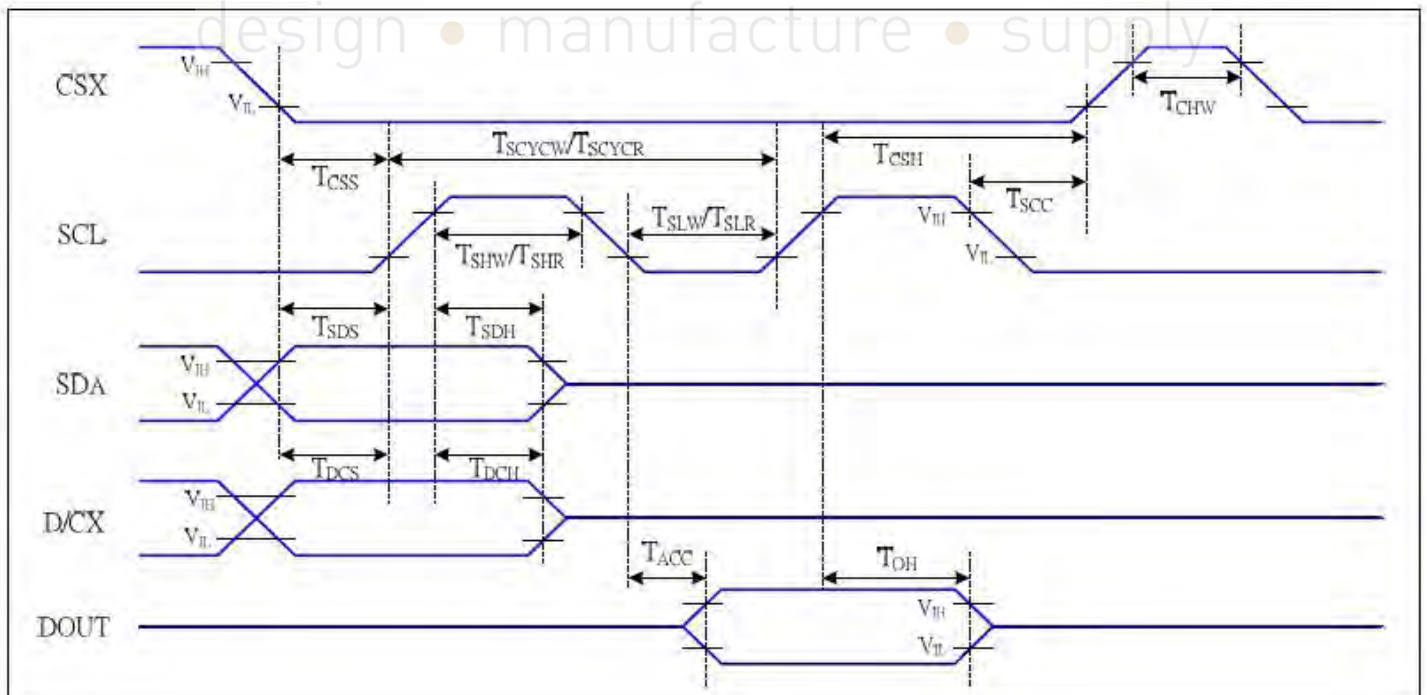 design • manufacture • supply
CSX
VIH
VIL
TCHW
TSCYCW/TSCYCR
TCSH
TCSS
TSCC
SCL
TSLW/TSLR
VIH
TSHW/TSHR
VIL
TSDS
TSDH
SDA
VIH
VIL
TDCS
TDCH
D/CX
VIH
VIL
TACC
TOH
DOUT
VIH
VIL